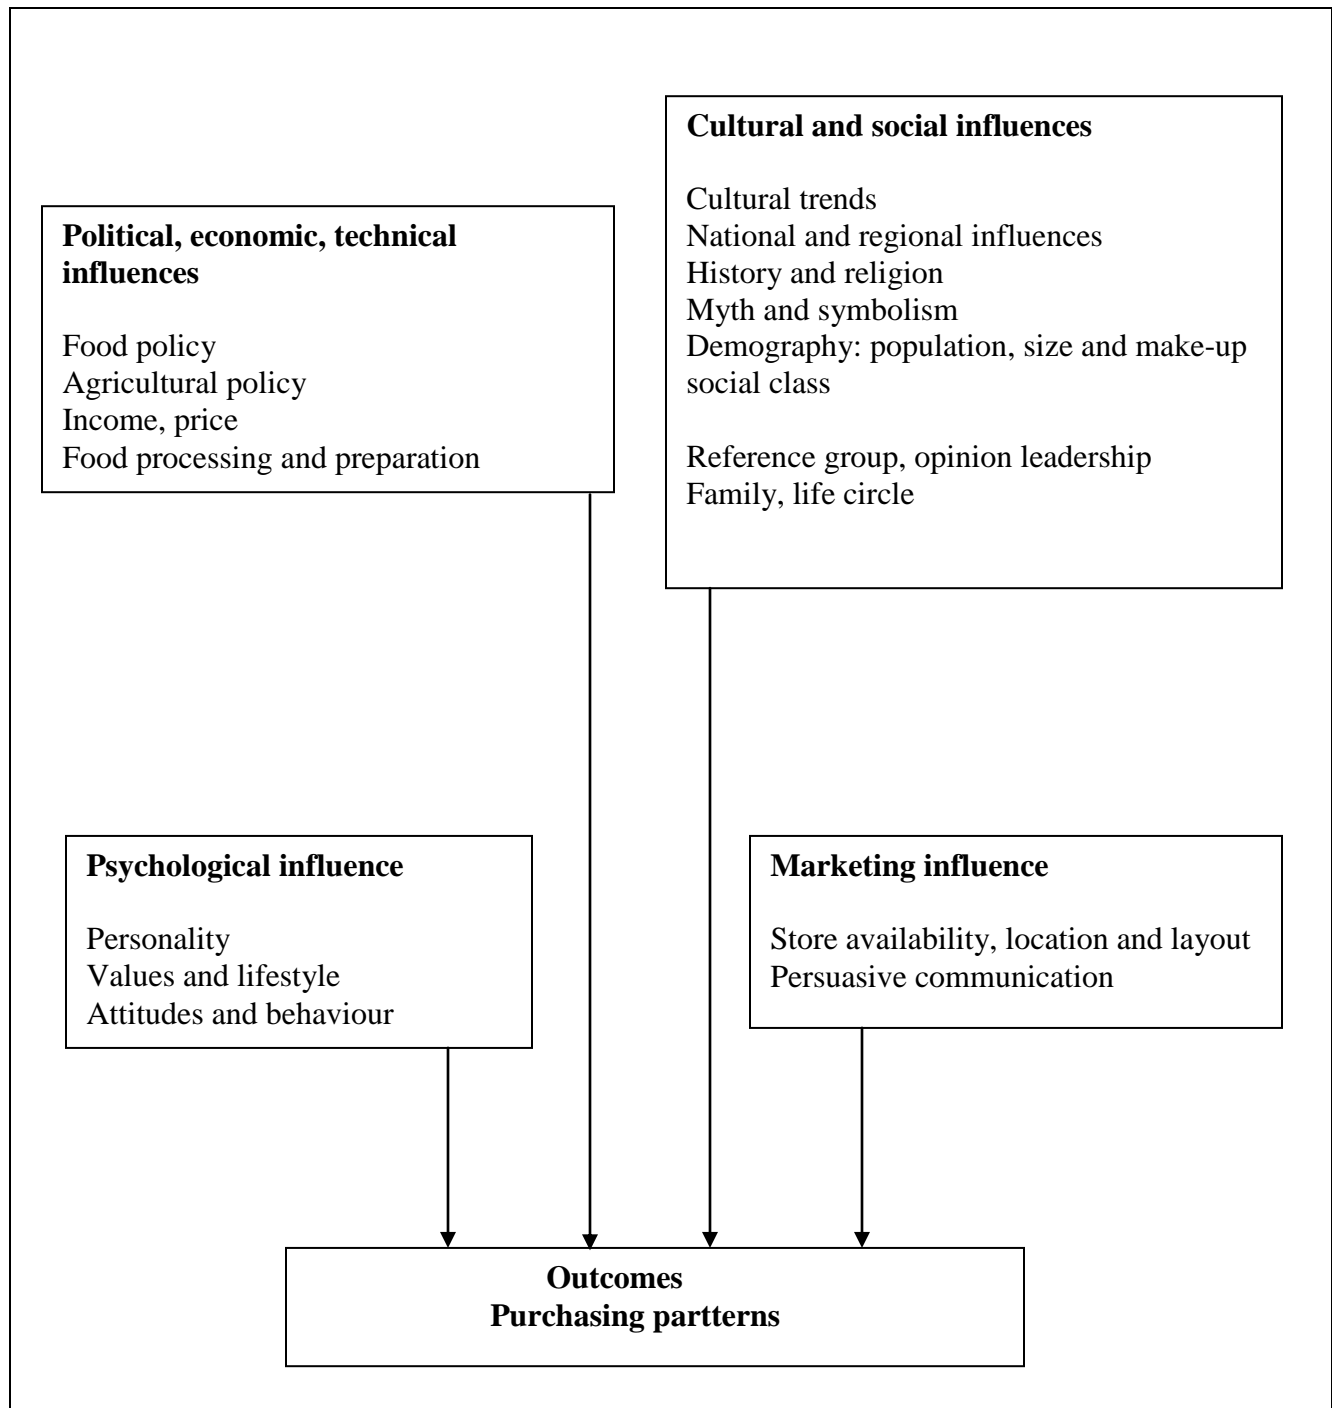 Political, economic, technical
influences
Food policy
Agricultural policy
Income, price
Food processing and preparation
Cultural and social influences
Cultural trends
National and regional influences
History and religion
Myth and symbolism
Demography: population, size and make-up
social class
Reference group, opinion leadership
Family, life circle
Psychological influence
Personality
Values and lifestyle
Attitudes and behaviour
Marketing influence
Store availability, location and layout
Persuasive communication
Outcomes
Purchasing partterns